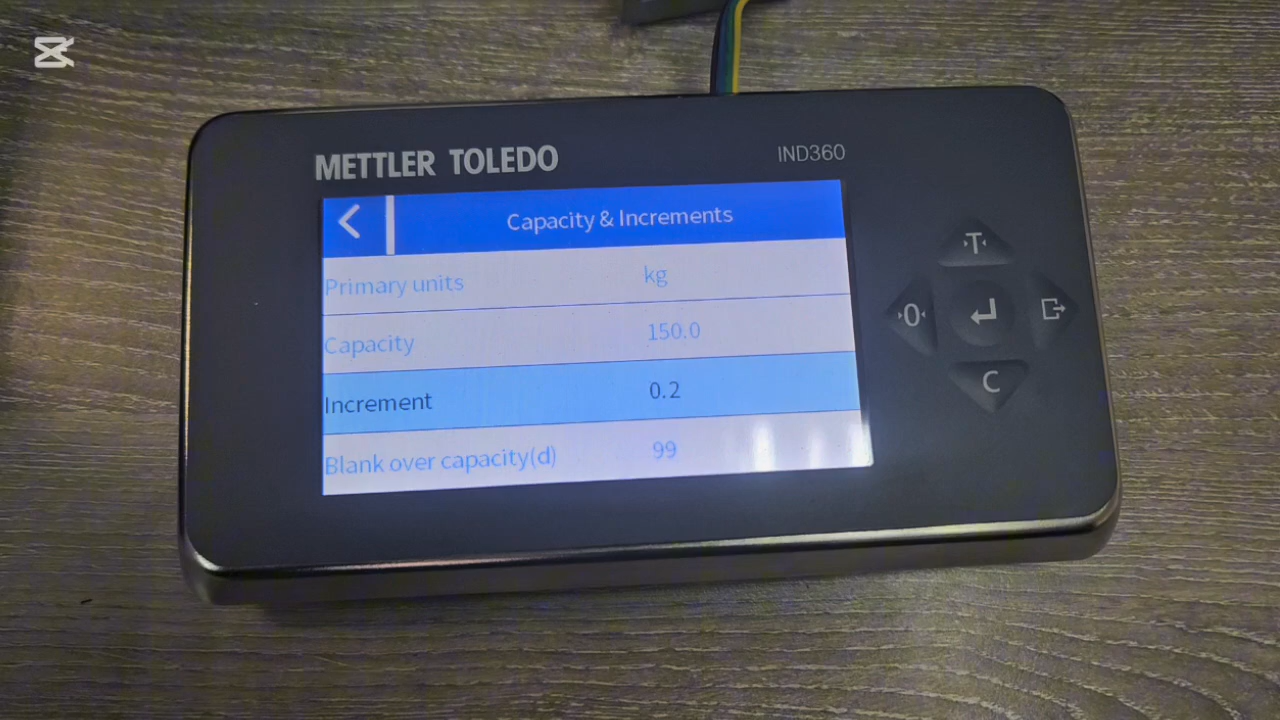 METTLER TOLEDO
IND360
Capacity & Increments
Primary units kg
Capacity 150.0
Increment 0.2
Blank over capacity(d) 99
T
0
C